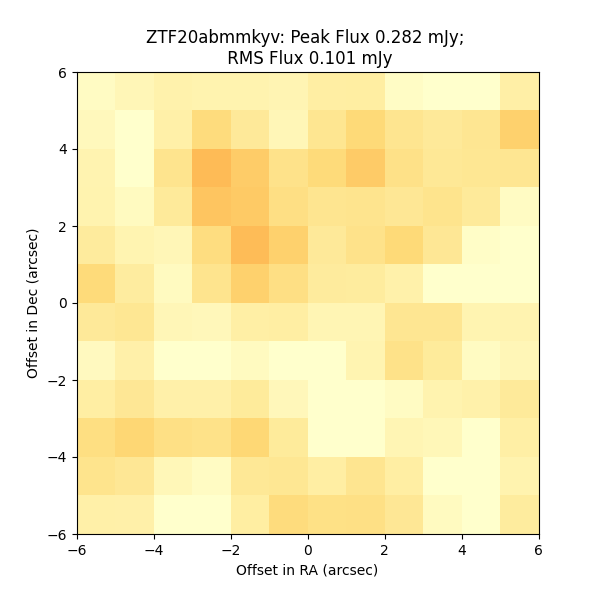 ZTF20abmmkyv: Peak Flux 0.282 mJy;
RMS Flux 0.101 mJy
6
4
2
0
−2
−4
−6
Offset in Dec (arcsec)
−6 −4 −2 0 2 4 6
Offset in RA (arcsec)